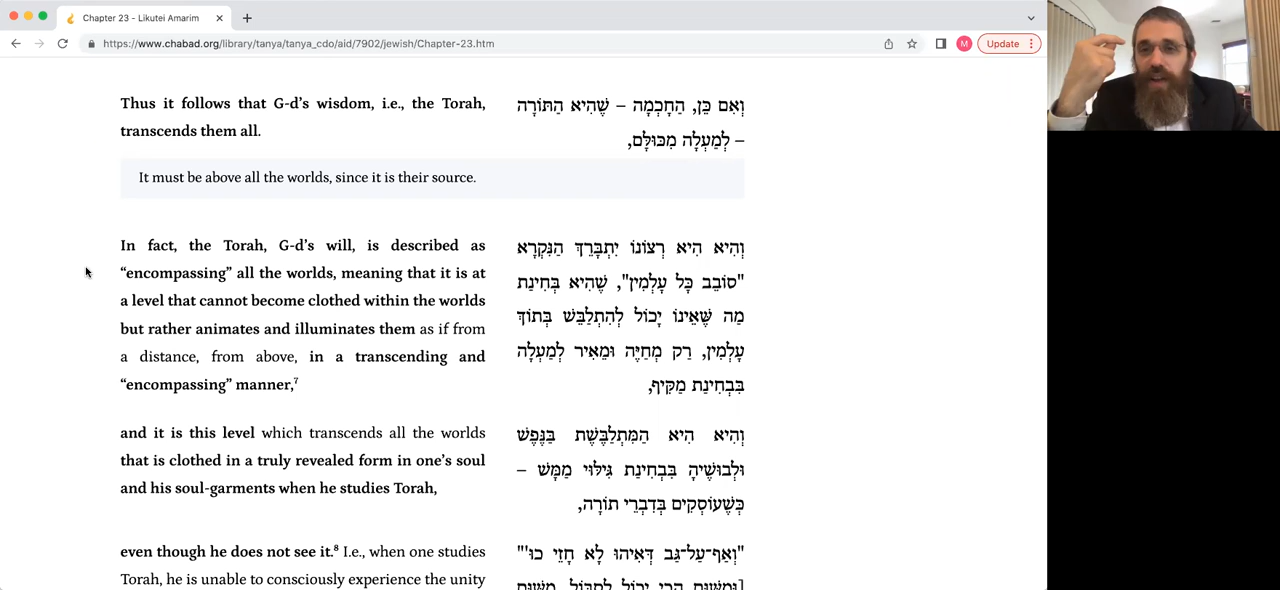 Chapter 23 - Likutei Amarim
https://www.chabad.org/library/tanya/tanya_cdo/aid/7902/jewish/Chapter-23.htm
M
Update
Thus it follows that G-d's wisdom, i.e., the Torah,
transcends them all.
וְאִם כֵּן, הַחָכְמָה – שֶׁהִיא הַתּוֹרָה
– לְמַעְלָה מִכּוּלָּם,
It must be above all the worlds, since it is their source.
In fact, the Torah, G-d's will, is described as
“encompassing” all the worlds, meaning that it is at
a level that cannot become clothed within the worlds
but rather animates and illuminates them as if from
a distance, from above, in a transcending and
“encompassing” manner,7
וְהִיא הִיא רְצוֹנוֹ יִתְבָּרֵךְ הַנִּקְרָא
"סוֹבֵב כָּל עָלְמִין", שֶׁהִיא בְּחִינַת
מַה שֶּׁאֵינוֹ יָכוֹל לְהִתְלַבֵּשׁ בְּתוֹךְ
עָלְמִין, רַק מְחַיֶּה וּמֵאִיר לְמַעְלָה
בִּבְחִינַת מַקִּיף,
and it is this level which transcends all the worlds
that is clothed in a truly revealed form in one's soul
and his soul-garments when he studies Torah,
וְהִיא הִיא הַמִּתְלַבֶּשֶׁת בַּנֶּפֶשׁ
וּלְבוּשֶׁיהָ בִּבְחִינַת גִּילּוּי מַמָּשׁ –
כְּשֶׁעוֹסְקִים בְּדִבְרֵי תוֹרָה,
even though he does not see it.8 I.e., when one studies
Torah, he is unable to consciously experience the unity
"וְאַף־עַל־גַּב דְּאִיהוּ לָא חָזֵי כוּ'"